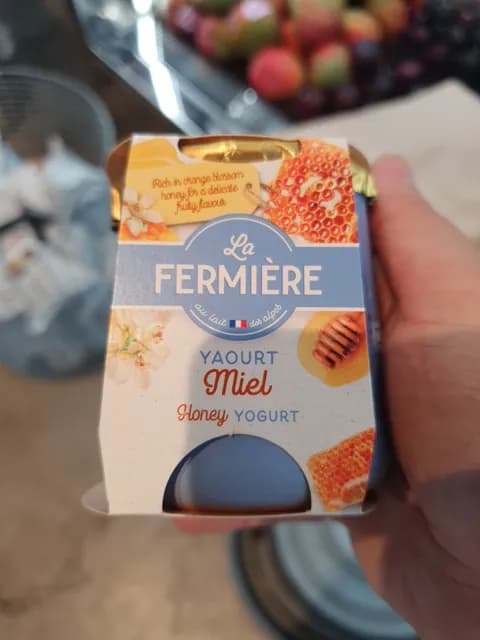 Rich in orange blossom
honey for a delicate
fruity flavour
La
FERMIÈRE
au lait des alpes
YAOURT
Miel
Honey YOGURT